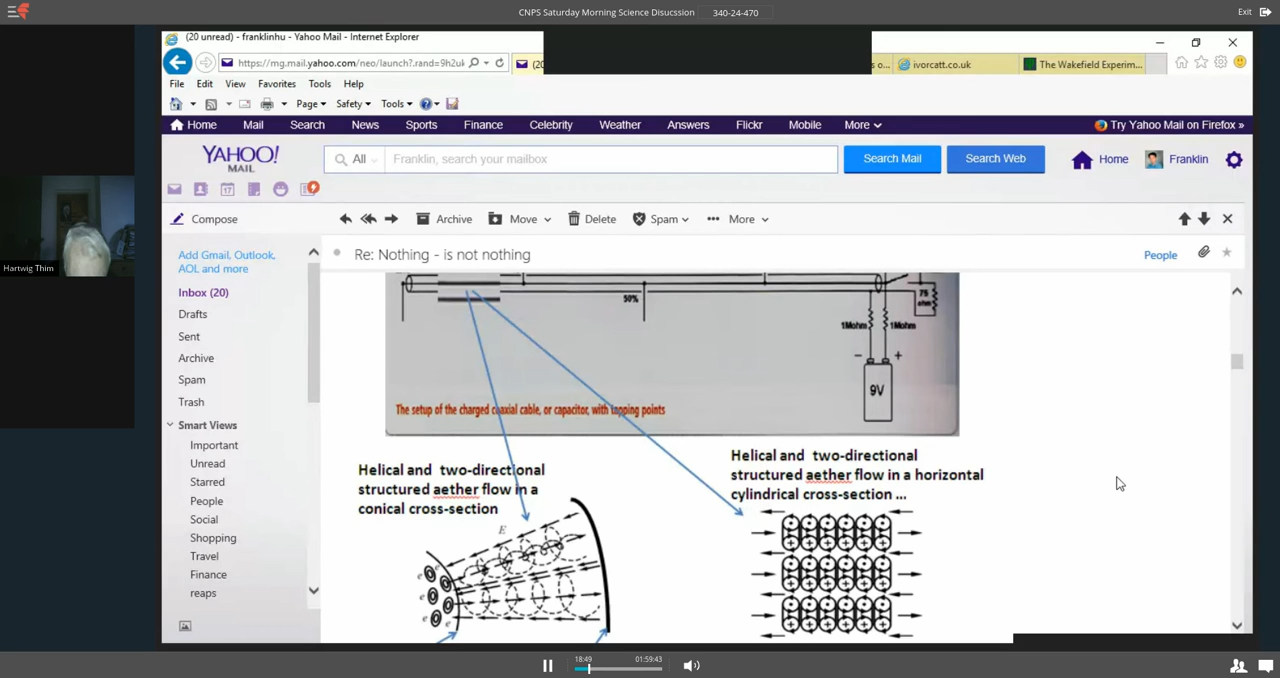 CNPS Saturday Morning Science Disucssion 340-24-470 Exit
(20 unread) - franklinhu - Yahoo Mail - Internet Explorer
https://mg.mail.yahoo.com/neo/launch?.rand=9h2uk (20 s o... ivorcatt.co.uk The Wakefield Experim...
File Edit View Favorites Tools Help
Page Safety Tools
Home Mail Search News Sports Finance Celebrity Weather Answers Flickr Mobile More Try Yahoo Mail on Firefox »
YAHOO!
MAIL
All Franklin, search your mailbox Search Mail Search Web Home Franklin
17
Compose Archive Move Delete Spam More
Add Gmail, Outlook,
AOL and more
Re: Nothing - is not nothing People
Inbox (20)
Drafts
Sent
Archive
Spam
Trash
Smart Views
Important
Unread
Starred
People
Social
Shopping
Travel
Finance
reaps
Hartwig Thim
50%
75
ohm
1Mohm 1Mohm
- +
9V
The setup of the charged coaxial cable, or capacitor, with tapping points
Helical and two-directional
structured aether flow in a
conical cross-section
E
e e
e
e
Helical and two-directional
structured aether flow in a horizontal
cylindrical cross-section ...
18:49 01:59:43